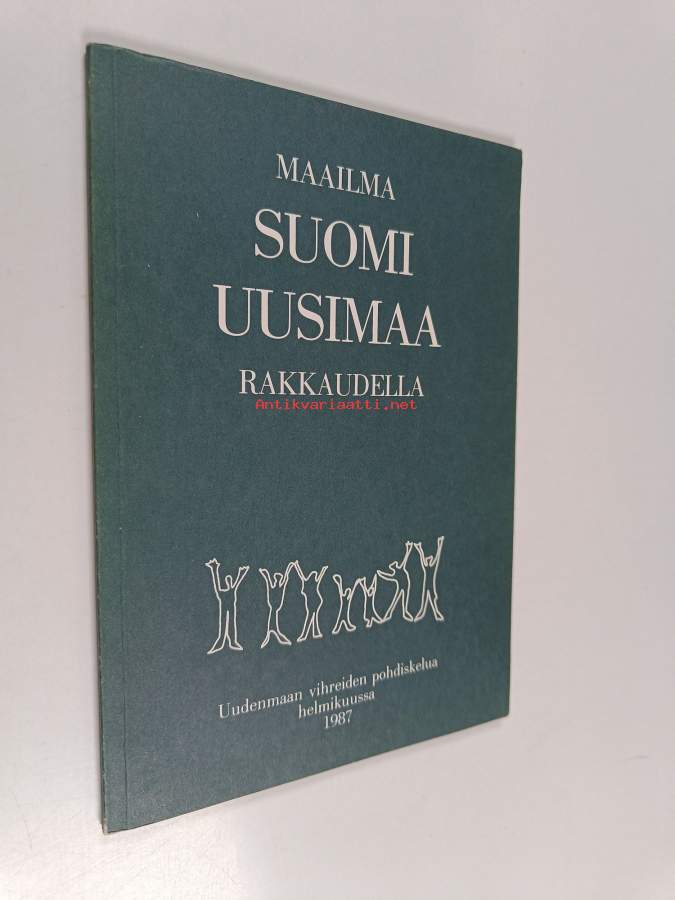 MAAILMA
SUOMI
UUSIMAA
RAKKAUDELLA
Antikvariaatti.net
Uudenmaan vihreiden pohdiskelua
helmikuussa
1987